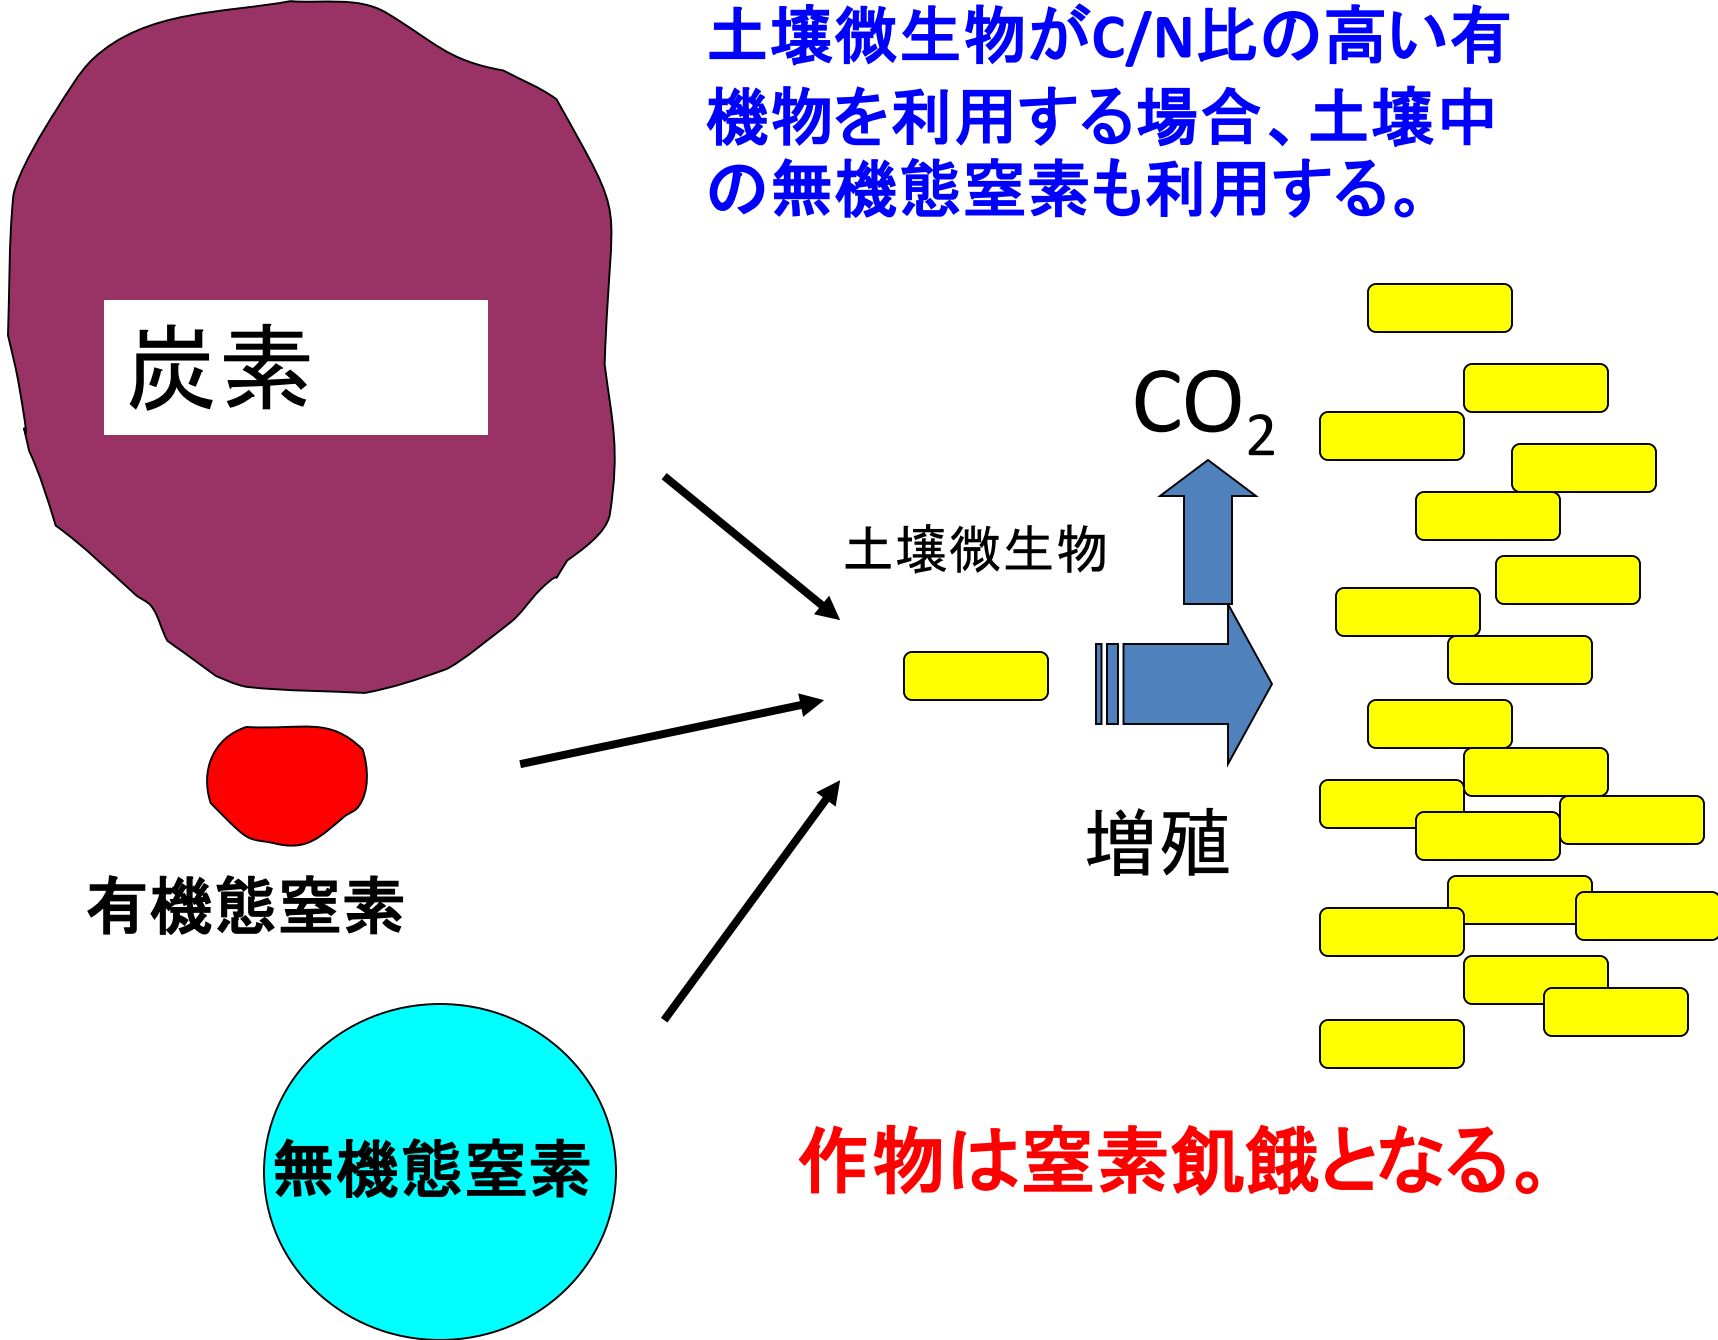 土壌微生物がC/N比の高い有
機物を利用する場合、土壌中
の無機態窒素も利用する。
炭素
CO2
土壌微生物
増殖
有機態窒素
無機態窒素
作物は窒素飢餓となる。